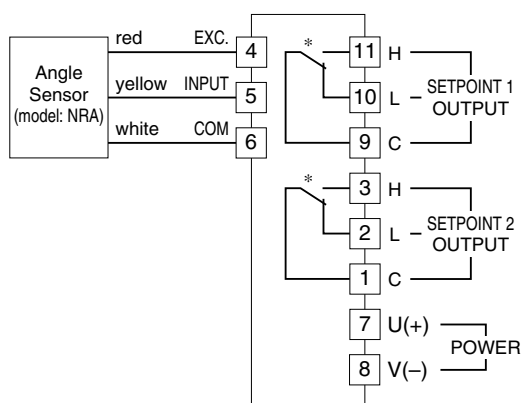 Angle
Sensor
(model: NRA)
red EXC. 4
yellow INPUT 5
white COM 6
* 11 H
10 L
9 C
SETPOINT 1
OUTPUT
* 3 H
2 L
1 C
SETPOINT 2
OUTPUT
7 U(+)
8 V(–)
POWER